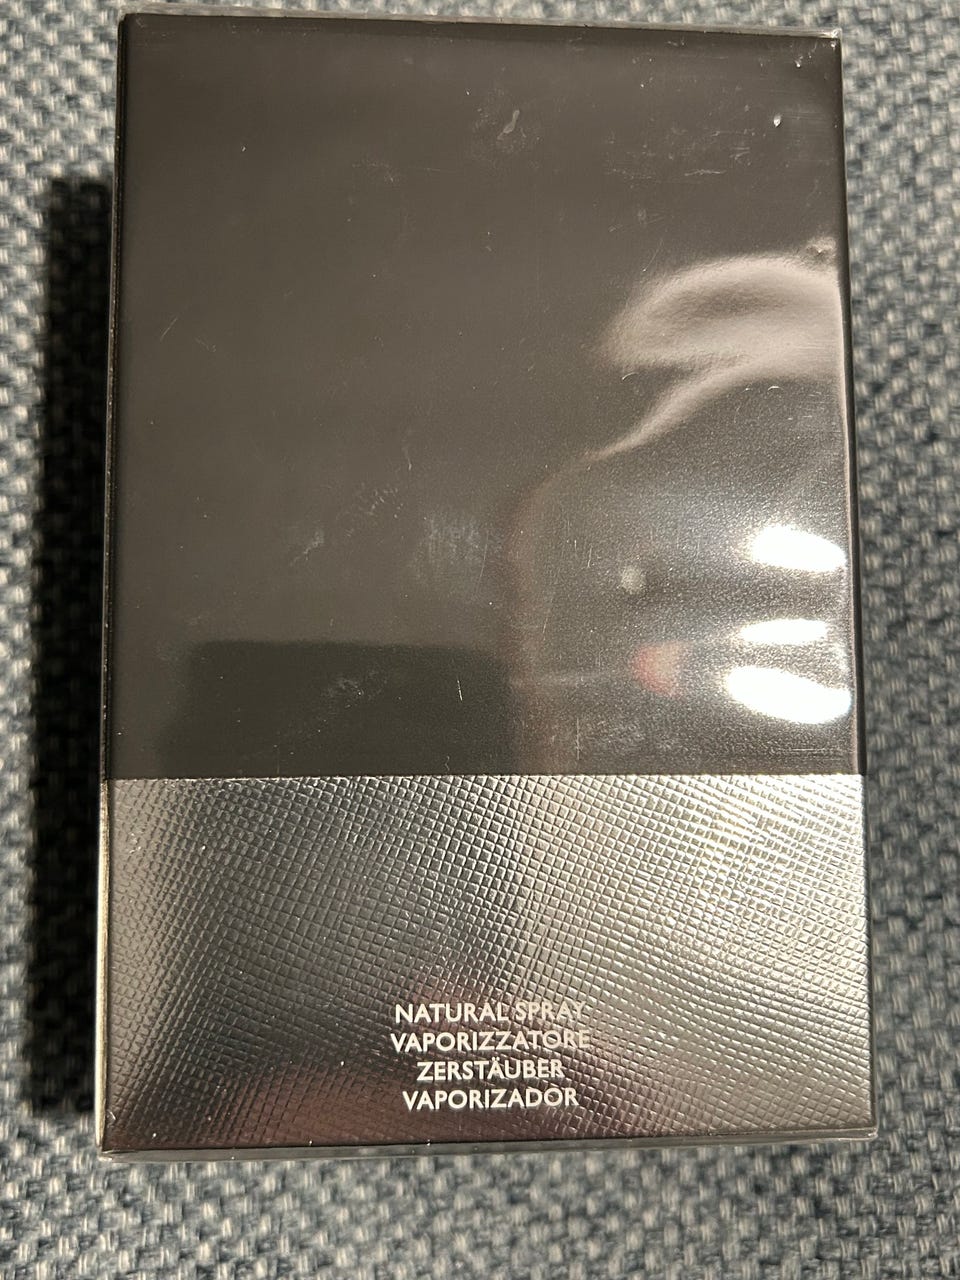 NATURAL SPRAY
VAPORIZZATORE
ZERSTÄUBER
VAPORIZADOR